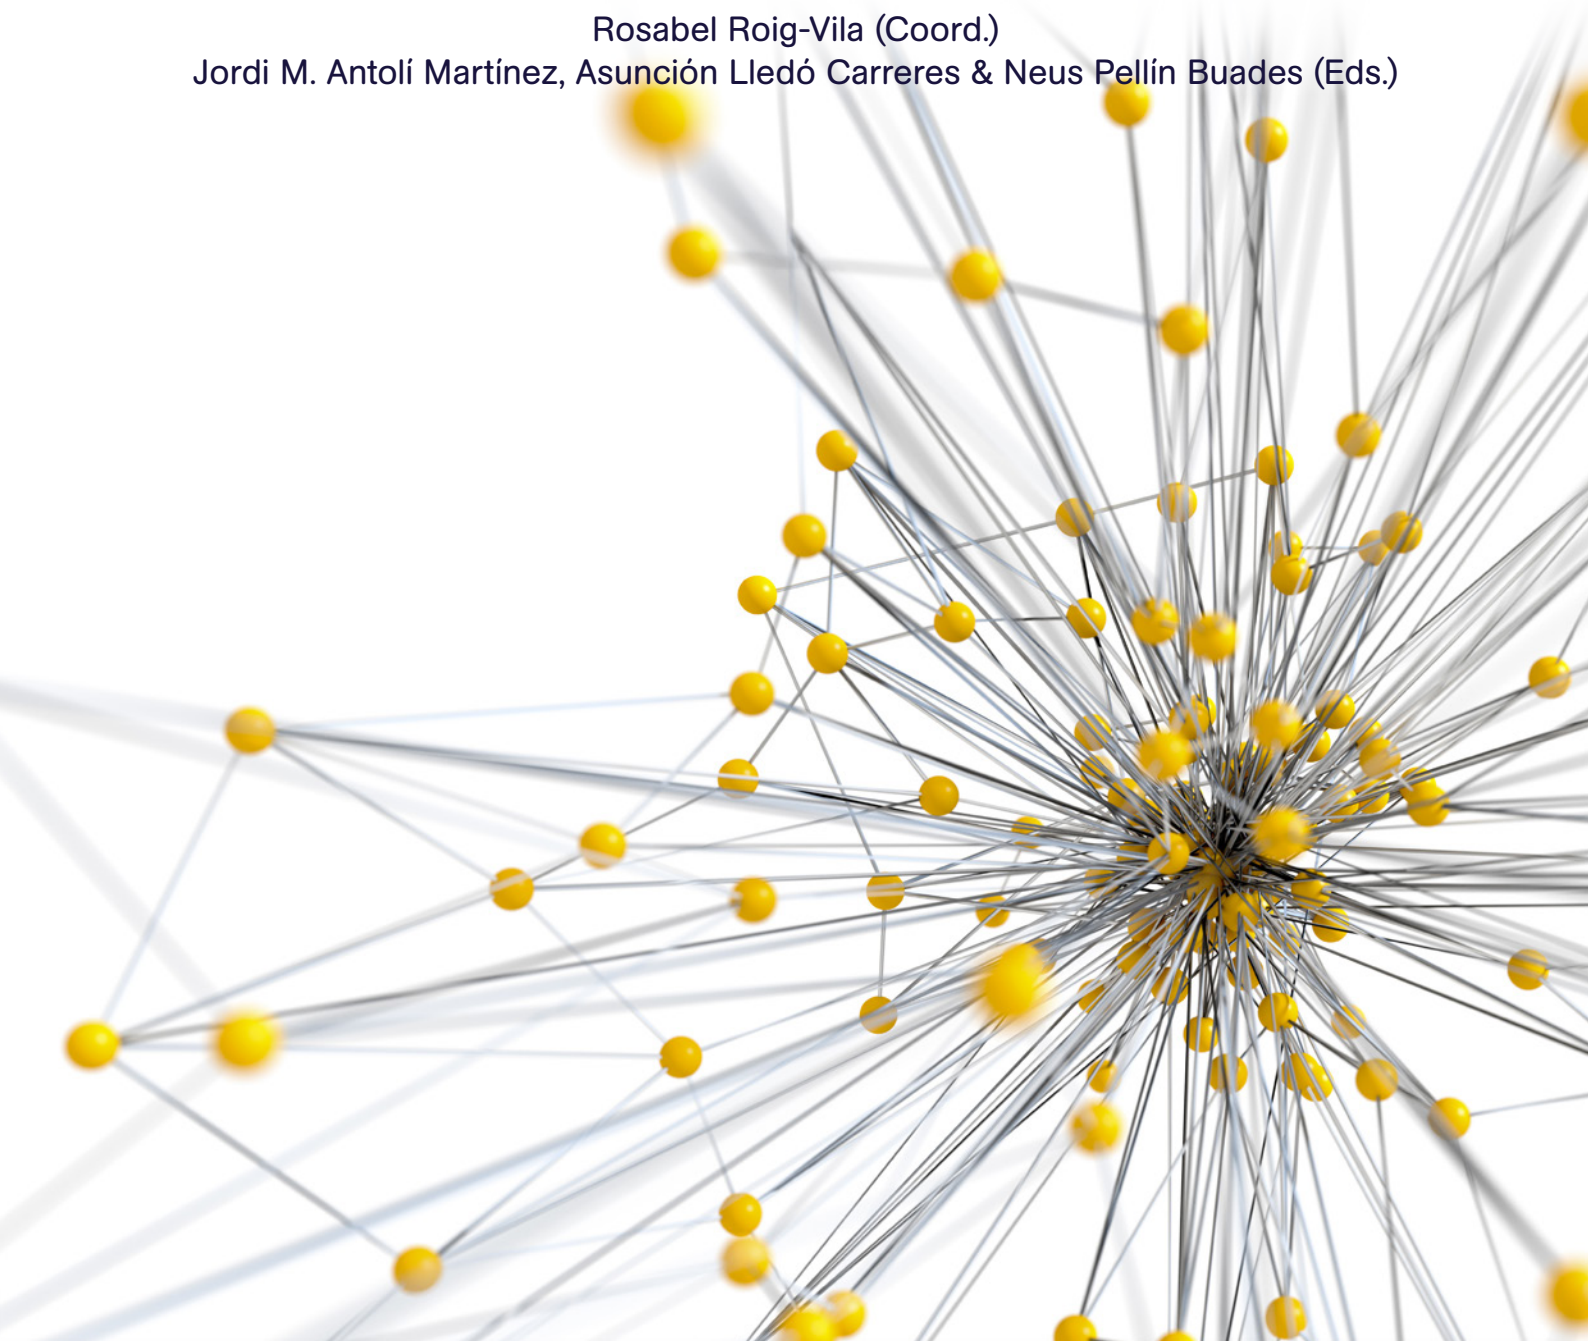 Rosabel Roig-Vila (Coord.)
Jordi M. Antolí Martínez, Asunción Lledó Carreres & Neus Pellín Buades (Eds.)